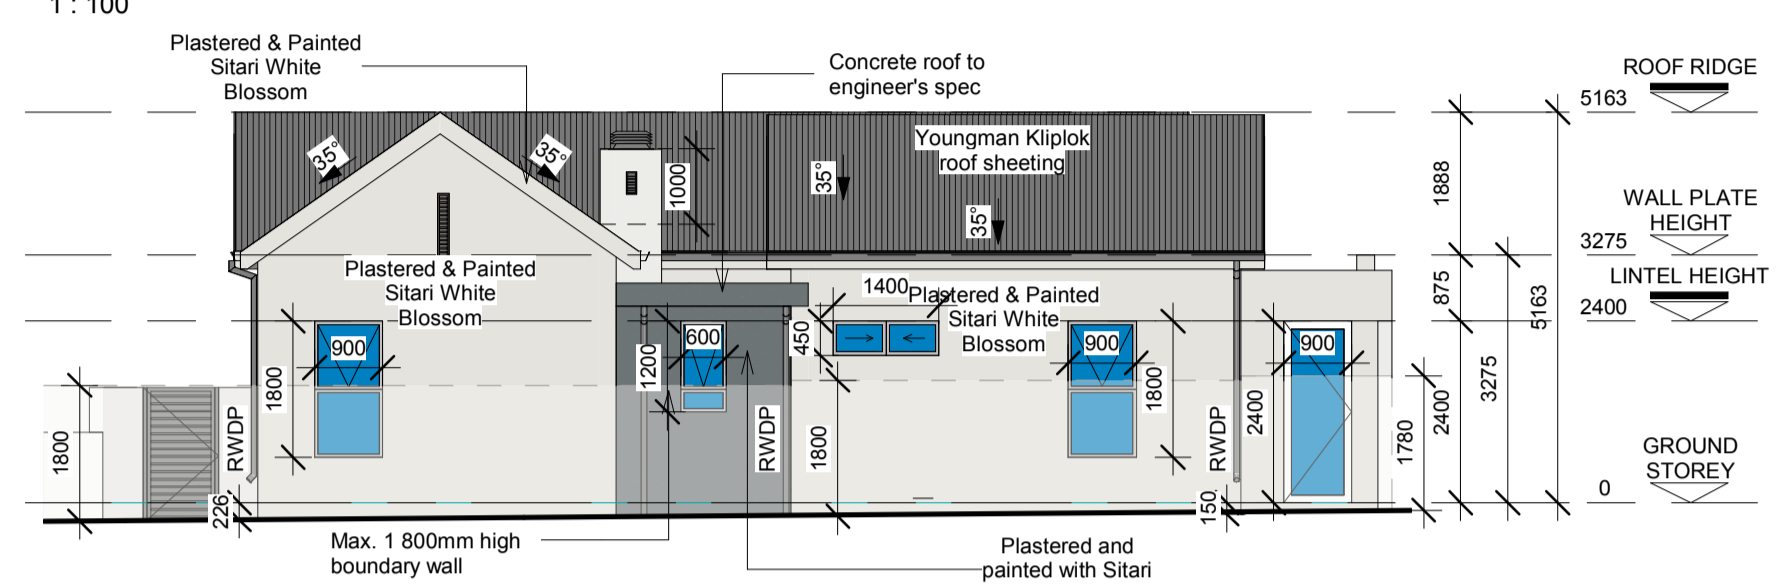 1 : 100
Plastered & Painted
Sitari White
Blossom
Concrete roof to
engineer's spec
ROOF RIDGE
5163
35°
35°
1000
Youngman Kliplok
roof sheeting
35°
35°
1888
WALL PLATE
HEIGHT
3275
LINTEL HEIGHT
2400
Plastered & Painted
Sitari White
Blossom
1400
Plastered & Painted
Sitari White
Blossom
875
5163
3275
900
1800
600
1200
450
900
1800
900
2400
2400
1780
1800
RWDP
226
RWDP
1800
RWDP
150
GROUND
STOREY
0
Max. 1 800mm high
boundary wall
Plastered and
painted with Sitari